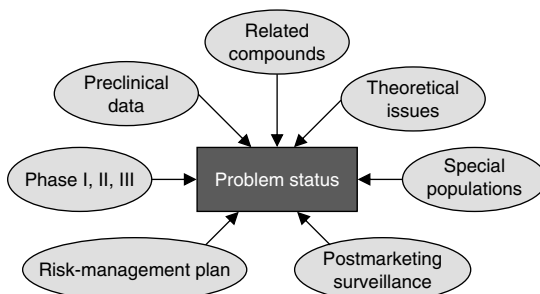 Related
compounds
Preclinical
data
Theoretical
issues
Phase I, II, III
Problem status
Special
populations
Risk-management plan
Postmarketing
surveillance